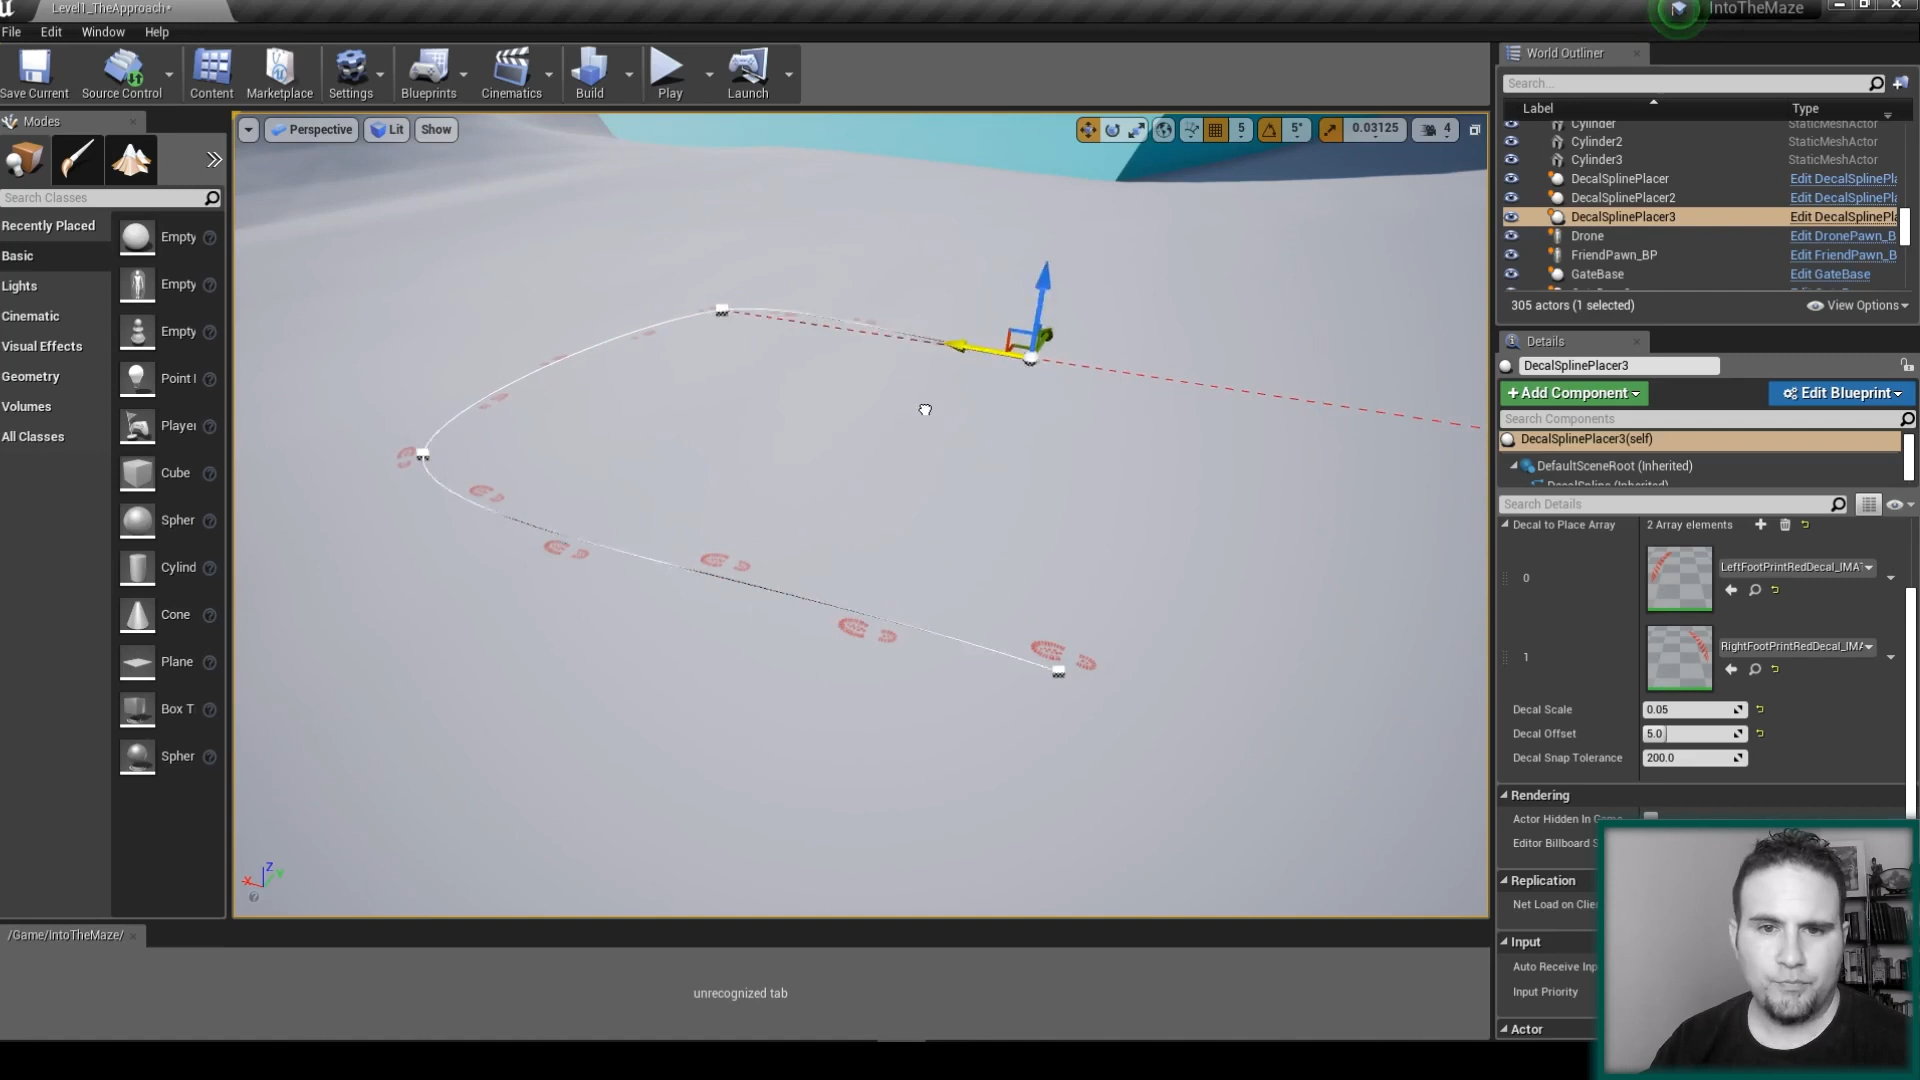 Level1_TheApproach*
IntoTheMaze
File Edit Window Help
Save Current Source Control Content Marketplace Settings Blueprints Cinematics Build Play Launch
Modes
Search Classes
Recently Placed
Basic
Lights
Cinematic
Visual Effects
Geometry
Volumes
All Classes
Empty
Empty
Empty
Point
Player
Cube
Spher
Cylind
Cone
Plane
Box T
Spher
Perspective Lit Show
5 5° 0.03125 4
X Z Y
World Outliner
Search...
Label Type
Cylinder StaticMeshActor
Cylinder2 StaticMeshActor
Cylinder3 StaticMeshActor
DecalSplinePlacer Edit DecalSplinePla
DecalSplinePlacer2 Edit DecalSplinePla
DecalSplinePlacer3 Edit DecalSplinePla
Drone Edit DronePawn_B
FriendPawn_BP Edit FriendPawn_B
GateBase Edit GateBase
305 actors (1 selected) View Options
Details
DecalSplinePlacer3
+Add Component Edit Blueprint
Search Components
DecalSplinePlacer3(self)
DefaultSceneRoot (Inherited)
DecalSpline (Inherited)
Search Details
Decal to Place Array 2 Array elements
0 LeftFootPrintRedDecal_IMAT
1 RightFootPrintRedDecal_IMA
Decal Scale 0.05
Decal Offset 5.0
Decal Snap Tolerance 200.0
Rendering
Actor Hidden In Game
Editor Billboard S
Replication
Net Load on Clie
Input
Auto Receive Inp
Input Priority
Actor
/Game/IntoTheMaze/
unrecognized tab